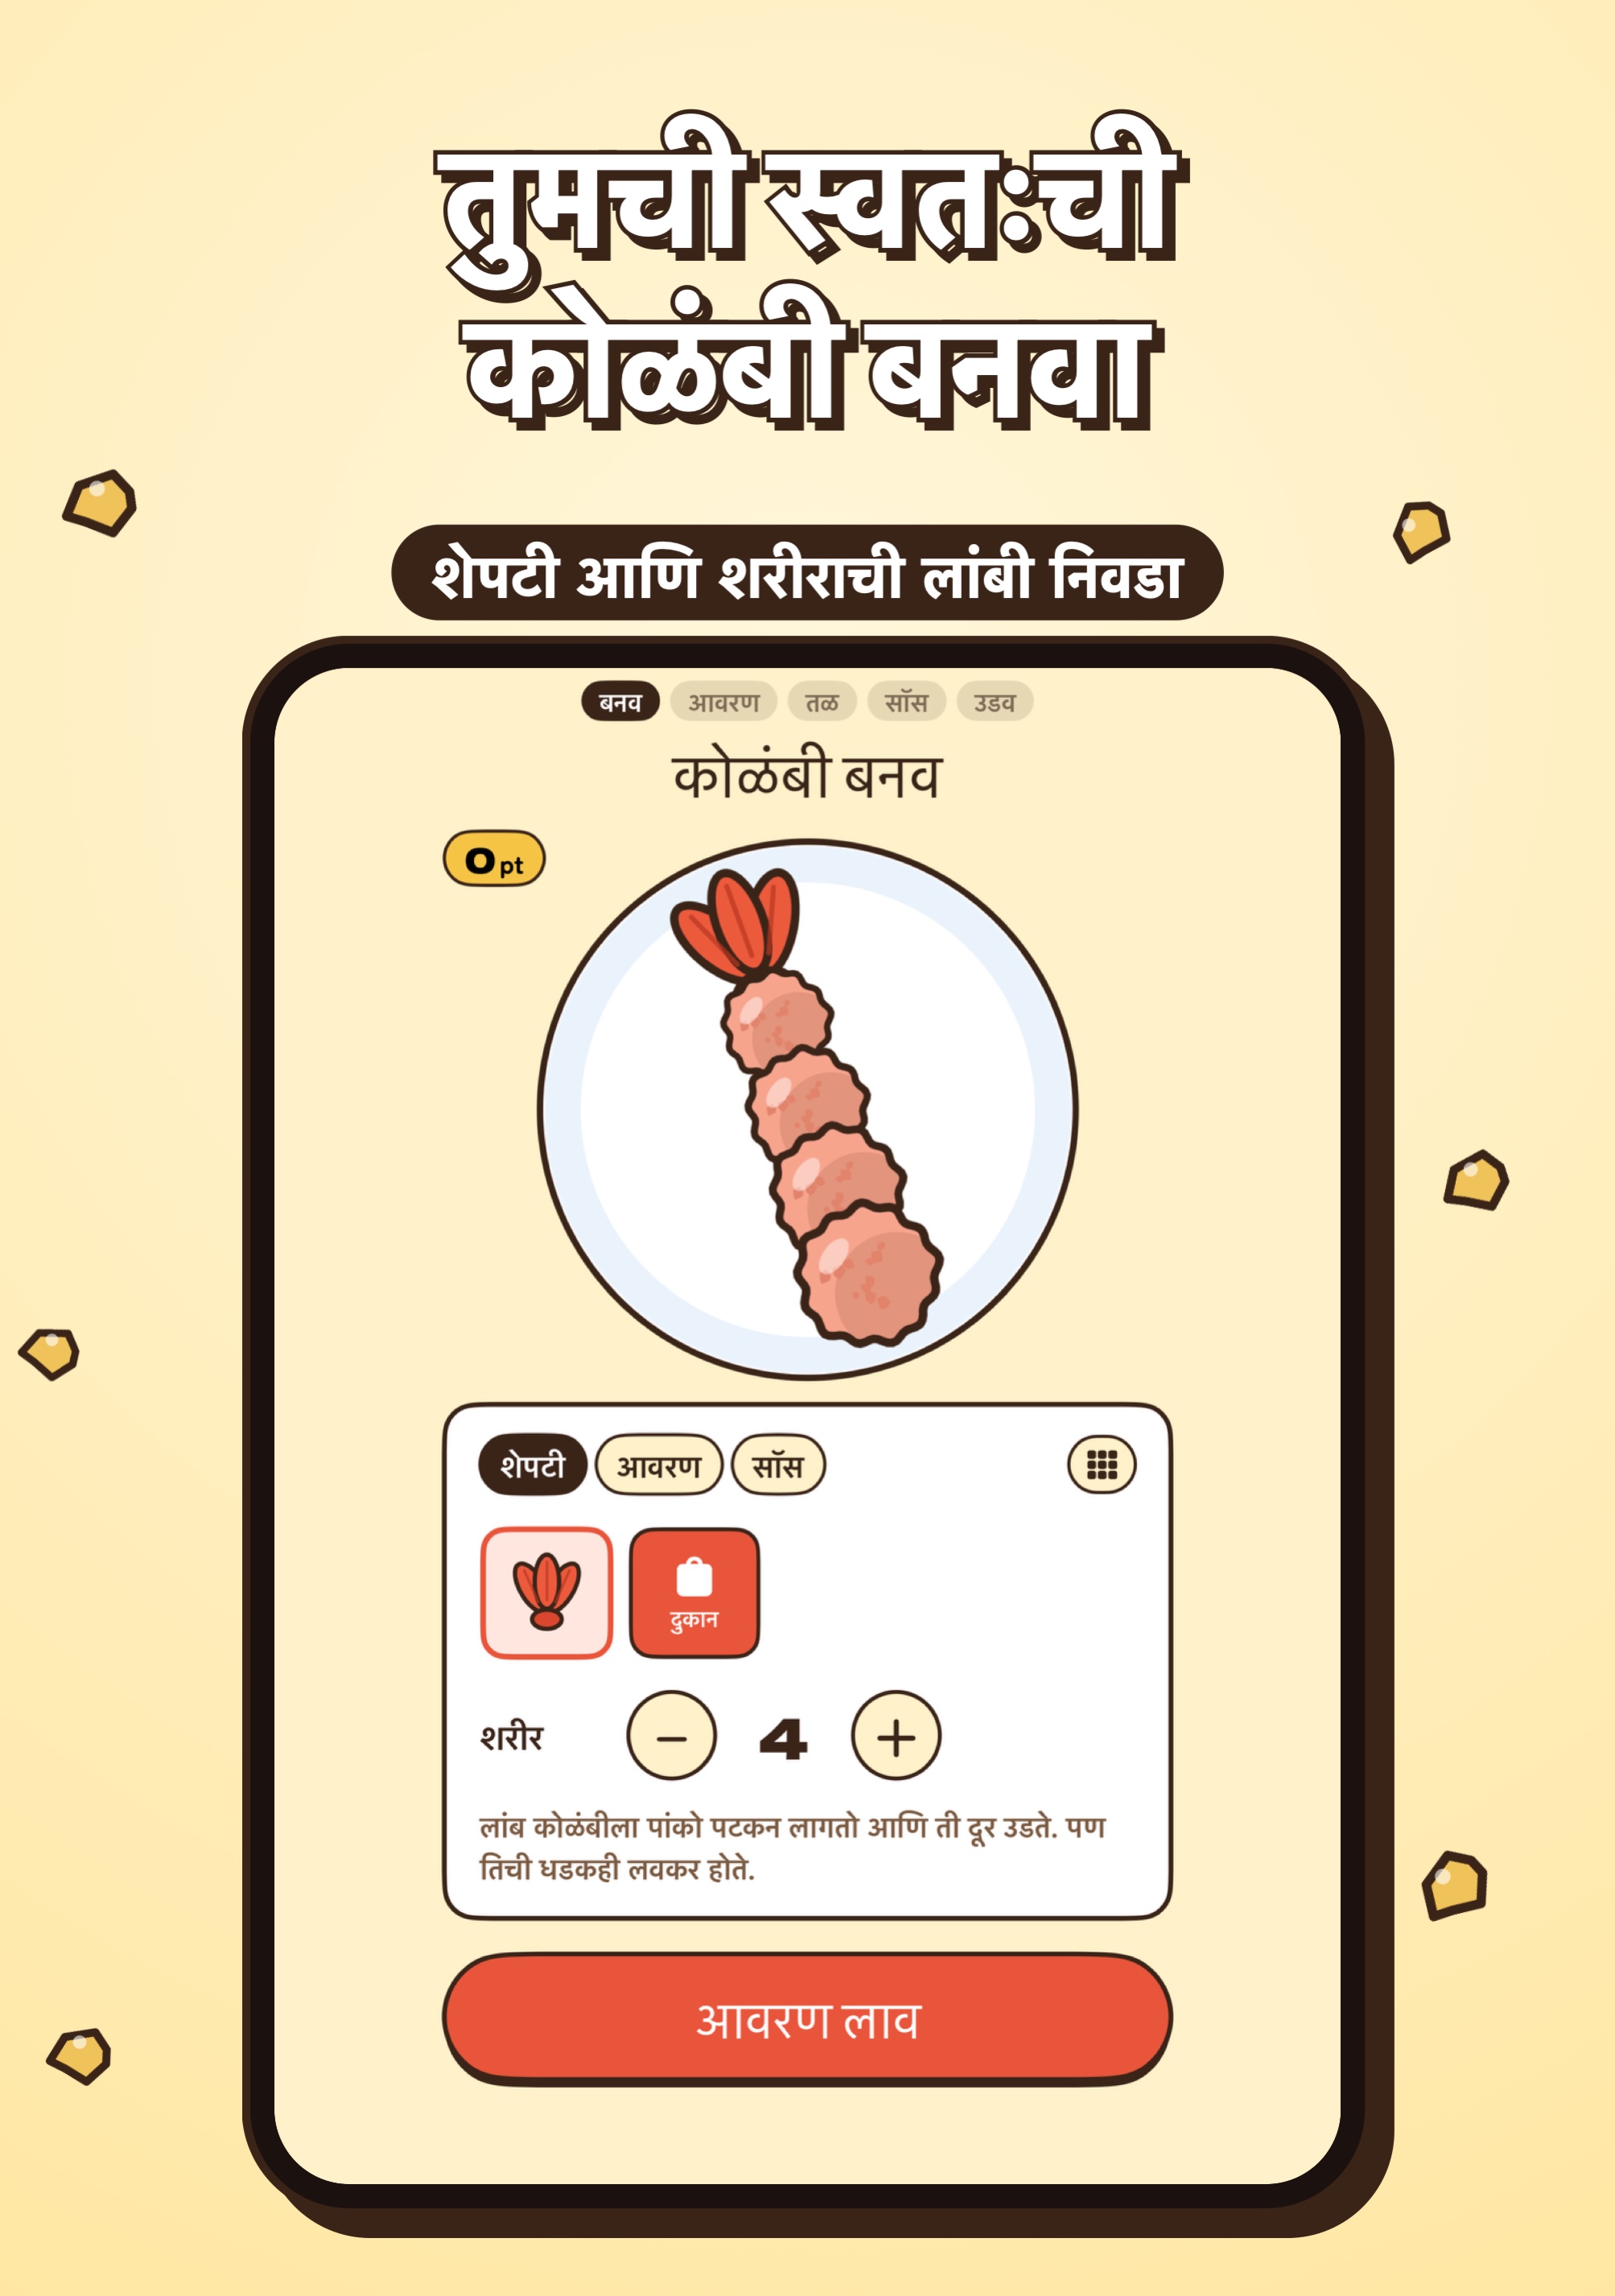 तुमची स्वतःची
कोळंबी बनवा
शेपटी आणि शरीराची लांबी निवडा
बनव आवरण तळ सॉस उडव
कोळंबी बनव
0 pt
शेपटी आवरण सॉस
दुकान
शरीर − 4 +
लांब कोळंबीला पांको पटकन लागतो आणि ती दूर उडते. पण
तिची धडकही लवकर होते.
आवरण लाव